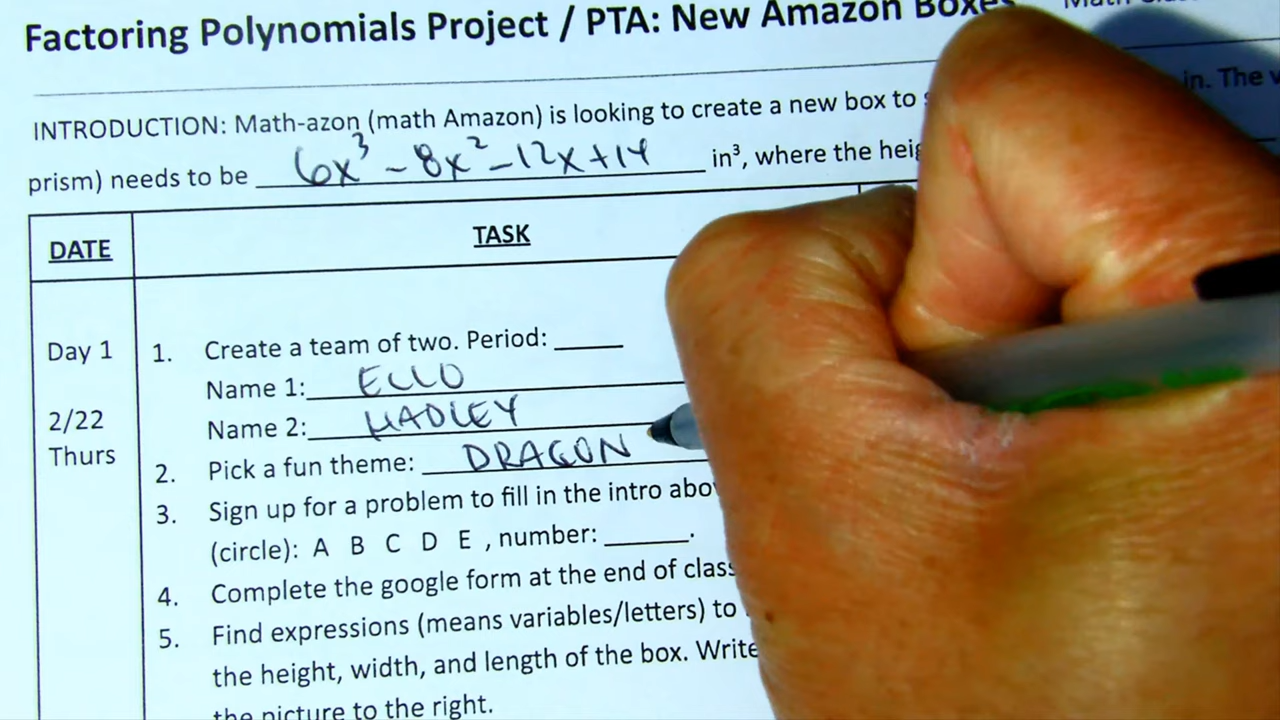 Factoring Polynomials Project / PTA: New Amazon Boxes
INTRODUCTION: Math-azon (math Amazon) is looking to create a new box to in. The
prism) needs to be 6x³ - 8x² - 12x + 14 in³, where the
DATE TASK
Day 1 1. Create a team of two. Period: _____
Name 1: ELLO
2/22 Name 2: HADLEY
Thurs 2. Pick a fun theme: DRAGON
3. Sign up for a problem to fill in the intro
(circle): A B C D E , number: ______.
4. Complete the google form at the end of class
5. Find expressions (means variables/letters) to
the height, width, and length of the box. Write
the picture to the right.